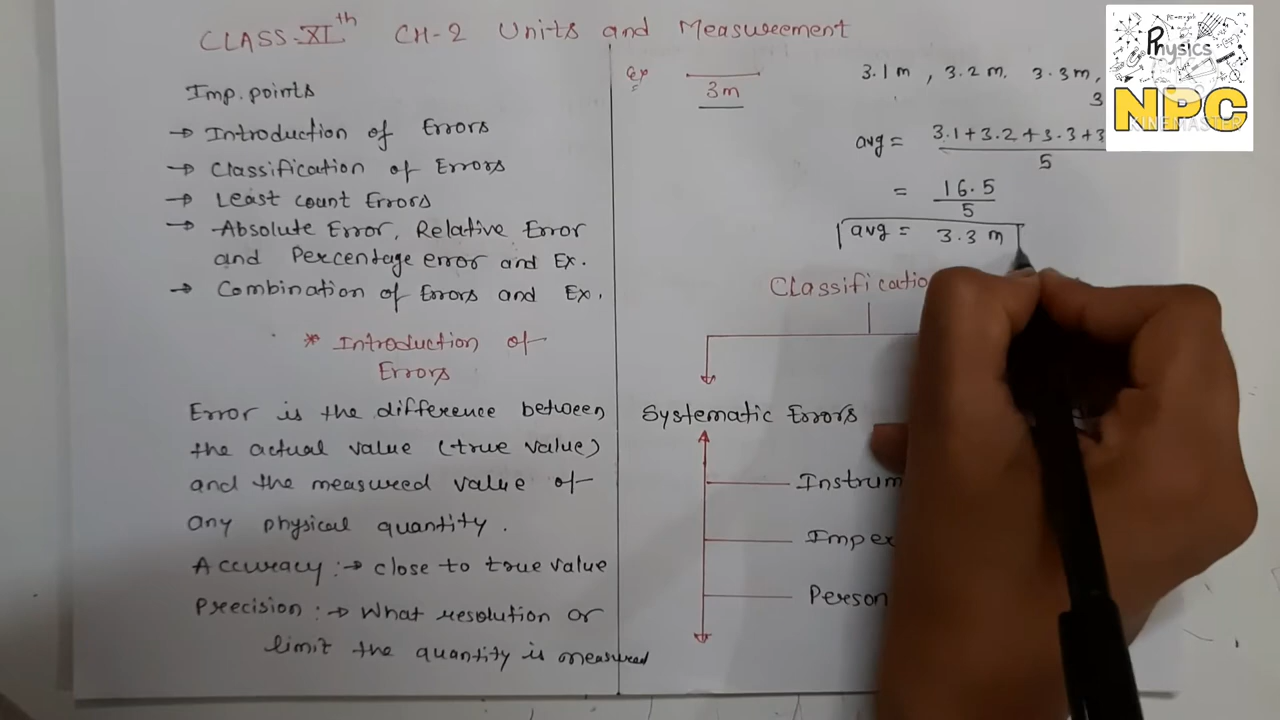 CLASS-XIth CH-2 Units and Measurement
Imp. points
→ Introduction of Errors
→ Classification of Errors
→ Least count Errors
→ Absolute Error, Relative Error
and Percentage error and Ex.
→ Combination of Errors and Ex.
* Introduction of
Errors
Error is the difference between
the actual value (true value)
and the measured value of
any physical quantity.
Accuracy :→ close to true value
Precision :→ What resolution or
limit the quantity is measured
Ex
3m
3.1m, 3.2m. 3.3m,
3
avg = 3.1+3.2+3.3+3
5
= 16.5
5
avg = 3.3 m
Classificatio
Systematic Errors
Instrum
Imper
Person
Physics
NPC
KINEMASTER